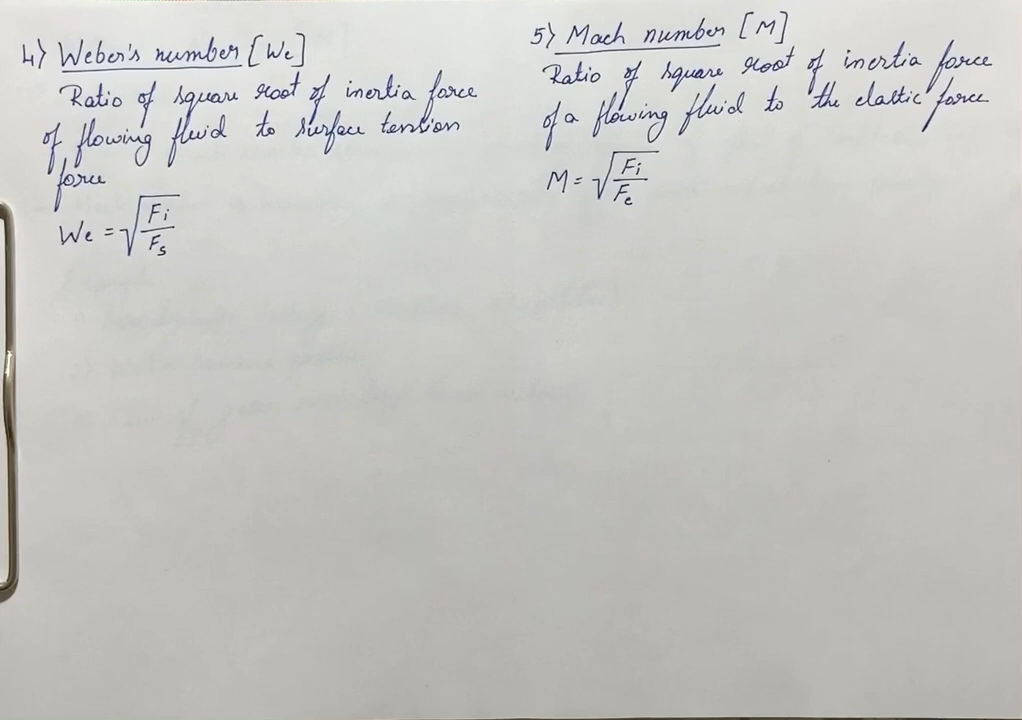 4) Weber's number [We]
Ratio of square root of inertia force
of flowing fluid to surface tension
force
We = √(Fi/Fs)
5) Mach number [M]
Ratio of square root of inertia force
of a flowing fluid to the elastic force
M = √(Fi/Fe)